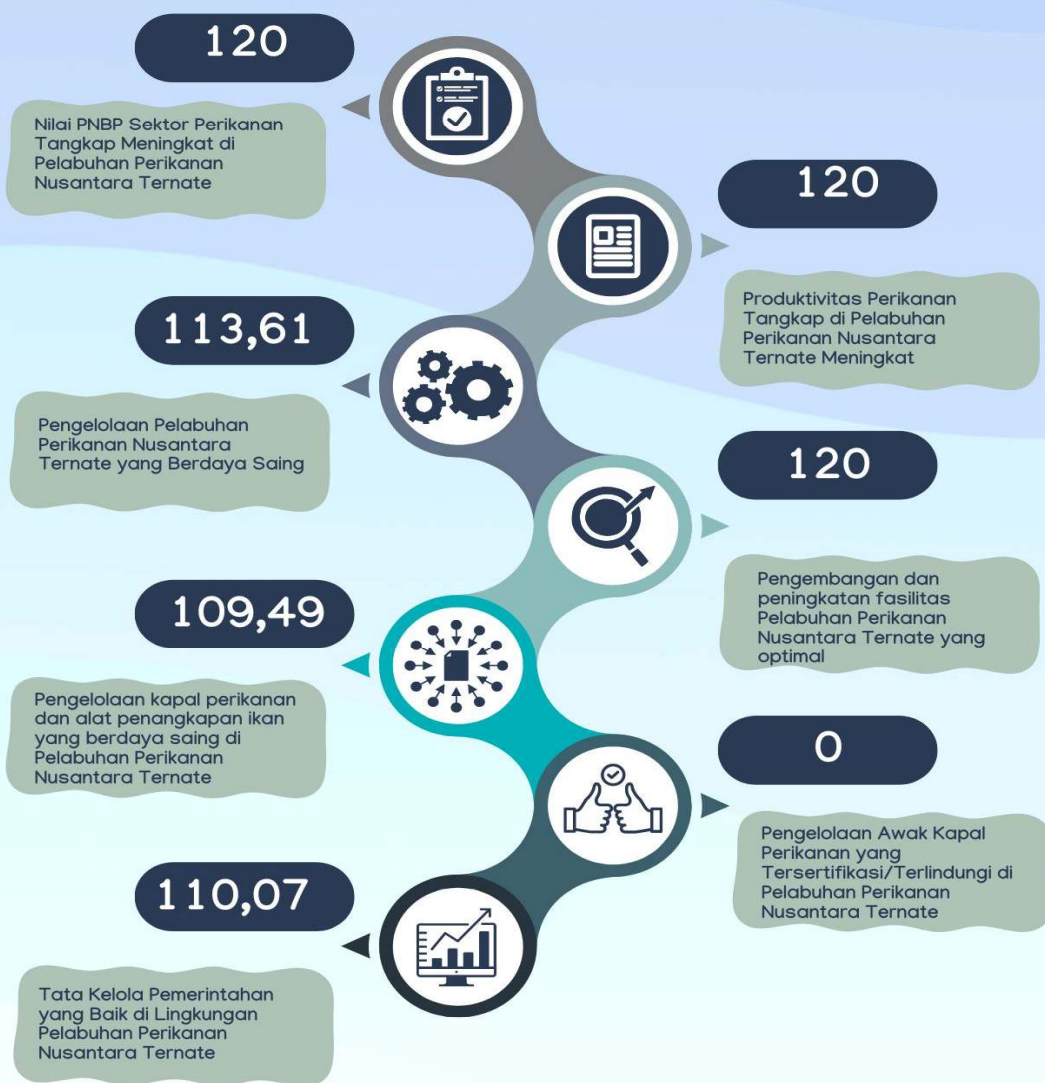 120
Nilai PNBP Sektor Perikanan
Tangkap Meningkat di
Pelabuhan Perikanan
Nusantara Ternate
120
Produktivitas Perikanan
Tangkap di Pelabuhan
Perikanan Nusantara
Ternate Meningkat
113,61
Pengelolaan Pelabuhan
Perikanan Nusantara
Ternate yang Berdaya Saing
120
Pengembangan dan
peningkatan fasilitas
Pelabuhan Perikanan
Nusantara Ternate yang
optimal
109,49
Pengelolaan kapal perikanan
dan alat penangkapan ikan
yang berdaya saing di
Pelabuhan Perikanan
Nusantara Ternate
0
Pengelolaan Awak Kapal
Perikanan yang
Tersertifikasi/Terlindungi di
Pelabuhan Perikanan
Nusantara Ternate
110,07
Tata Kelola Pemerintahan
yang Baik di Lingkungan
Pelabuhan Perikanan
Nusantara Ternate